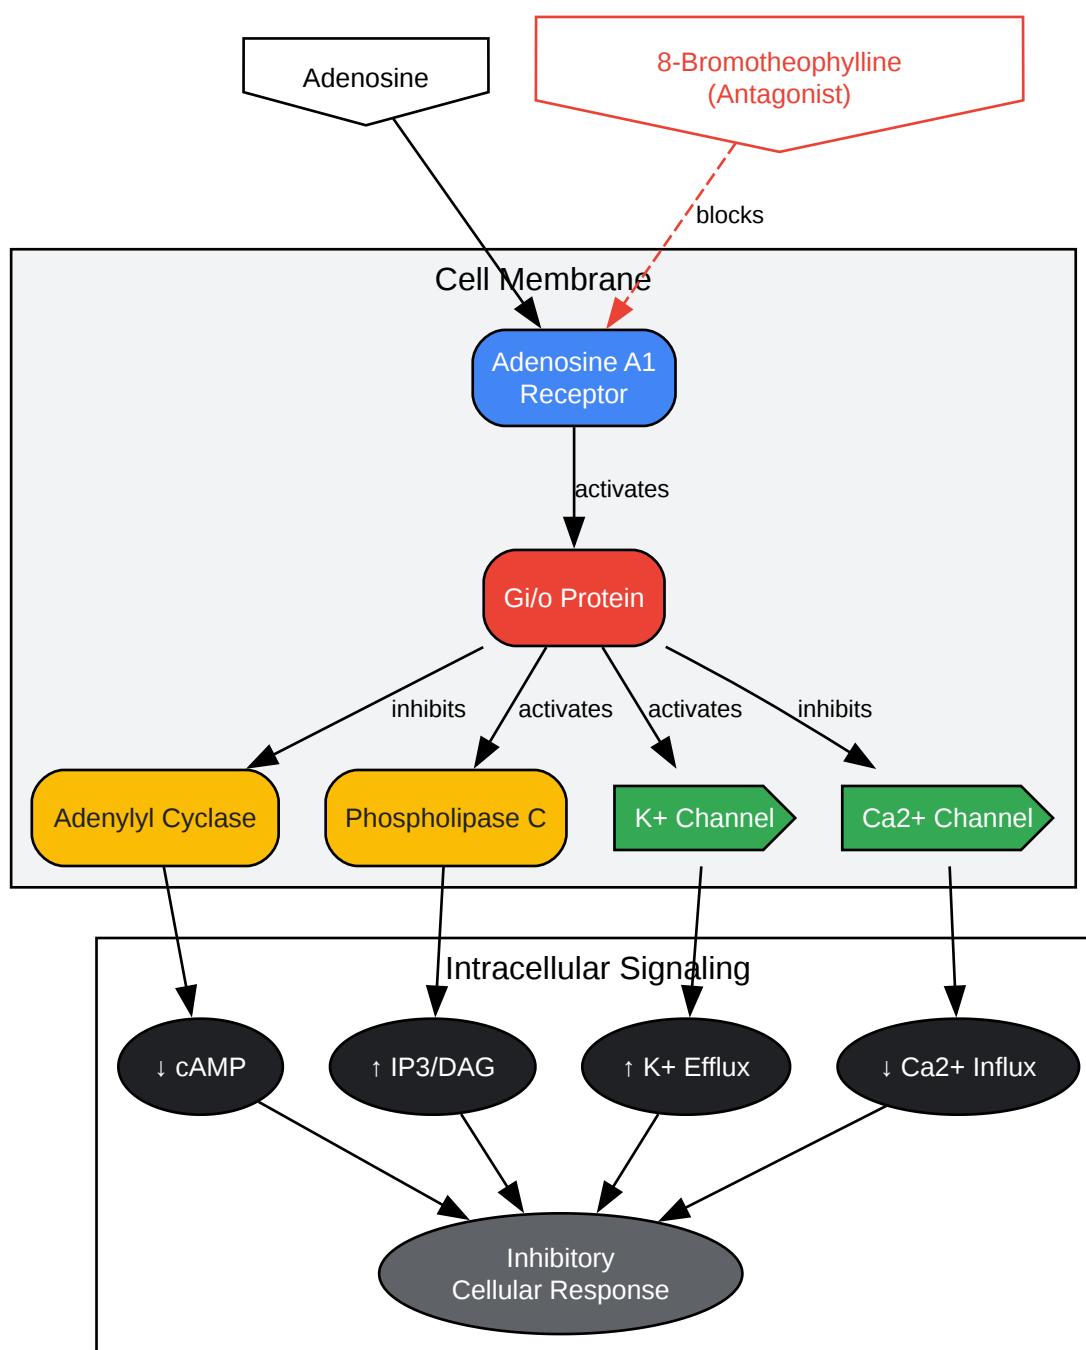 Adenosine
8-Bromotheophylline
(Antagonist)
blocks
Cell Membrane
Adenosine A1
Receptor
activates
Gi/o Protein
inhibits
activates
activates
inhibits
Adenylyl Cyclase
Phospholipase C
K+ Channel
Ca2+ Channel
Intracellular Signaling
↓ cAMP
↑ IP3/DAG
↑ K+ Efflux
↓ Ca2+ Influx
Inhibitory
Cellular Response